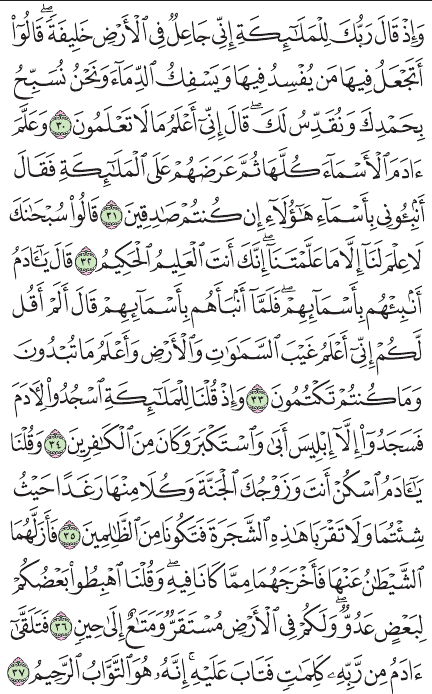 وَإِذْ قَالَ رَبُّكَ لِلْمَلَٰٓئِكَةِ إِنِّي جَاعِلٌ فِي ٱلْأَرْضِ خَلِيفَةًۖ قَالُوٓا۟
أَتَجْعَلُ فِيهَا مَن يُفْسِدُ فِيهَا وَيَسْفِكُ ٱلدِّمَآءَ وَنَحْنُ نُسَبِّحُ
بِحَمْدِكَ وَنُقَدِّسُ لَكَۖ قَالَ إِنِّيٓ أَعْلَمُ مَا لَا تَعْلَمُونَ ٣٠ وَعَلَّمَ
ءَادَمَ ٱلْأَسْمَآءَ كُلَّهَا ثُمَّ عَرَضَهُمْ عَلَى ٱلْمَلَٰٓئِكَةِ فَقَالَ
أَنۢبِـُٔونِي بِأَسْمَآءِ هَٰٓؤُلَآءِ إِن كُنتُمْ صَٰدِقِينَ ٣١ قَالُوا۟ سُبْحَٰنَكَ
لَا عِلْمَ لَنَآ إِلَّا مَا عَلَّمْتَنَآۖ إِنَّكَ أَنتَ ٱلْعَلِيمُ ٱلْحَكِيمُ ٣٢ قَالَ يَٰٓـَٔادَمُ
أَنۢبِئْهُم بِأَسْمَآئِهِمْۖ فَلَمَّآ أَنۢبَأَهُم بِأَسْمَآئِهِمْ قَالَ أَلَمْ أَقُل
لَّكُمْ إِنِّيٓ أَعْلَمُ غَيْبَ ٱلسَّمَٰوَٰتِ وَٱلْأَرْضِ وَأَعْلَمُ مَا تُبْدُونَ
وَمَا كُنتُمْ تَكْتُمُونَ ٣٣ وَإِذْ قُلْنَا لِلْمَلَٰٓئِكَةِ ٱسْجُدُوا۟ لِـَٔادَمَ
فَسَجَدُوٓا۟ إِلَّآ إِبْلِيسَ أَبَىٰ وَٱسْتَكْبَرَ وَكَانَ مِنَ ٱلْكَٰفِرِينَ ٣٤ وَقُلْنَا
يَٰٓـَٔادَمُ ٱسْكُنْ أَنتَ وَزَوْجُكَ ٱلْجَنَّةَ وَكُلَا مِنْهَا رَغَدًا حَيْثُ
شِئْتُمَا وَلَا تَقْرَبَا هَٰذِهِ ٱلشَّجَرَةَ فَتَكُونَا مِنَ ٱلظَّٰلِمِينَ ٣٥ فَأَزَلَّهُمَا
ٱلشَّيْطَٰنُ عَنْهَا فَأَخْرَجَهُمَا مِمَّا كَانَا فِيهِۖ وَقُلْنَا ٱهْبِطُوا۟ بَعْضُكُمْ
لِبَعْضٍ عَدُوٌّۖ وَلَكُمْ فِي ٱلْأَرْضِ مُسْتَقَرٌّ وَمَتَٰعٌ إِلَىٰ حِينٍ ٣٦ فَتَلَقَّىٰٓ
ءَادَمُ مِن رَّبِّهِۦ كَلِمَٰتٍ فَتَابَ عَلَيْهِۚ إِنَّهُۥ هُوَ ٱلتَّوَّابُ ٱلرَّحِيمُ ٣٧